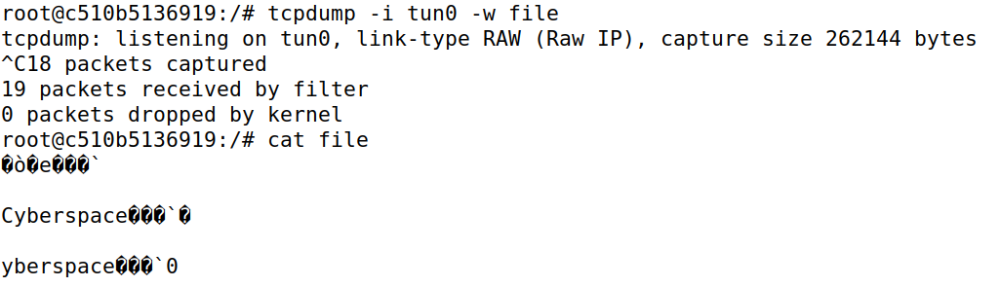 root@c510b5136919:/# tcpdump -i tun0 -w file
tcpdump: listening on tun0, link-type RAW (Raw IP), capture size 262144 bytes
^C18 packets captured
19 packets received by filter
0 packets dropped by kernel
root@c510b5136919:/# cat file
�ò�e���`
Cyberspace���`�
yberspace���`0